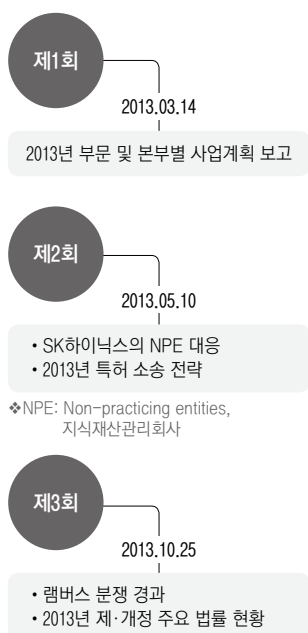 제1회
2013.03.14
2013년 부문 및 본부별 사업계획 보고
제2회
2013.05.10
• SK하이닉스의 NPE 대응
• 2013년 특허 소송 전략
❖NPE: Non-practicing entities,
지식재산관리회사
제3회
2013.10.25
• 램버스 분쟁 경과
• 2013년 제·개정 주요 법률 현황